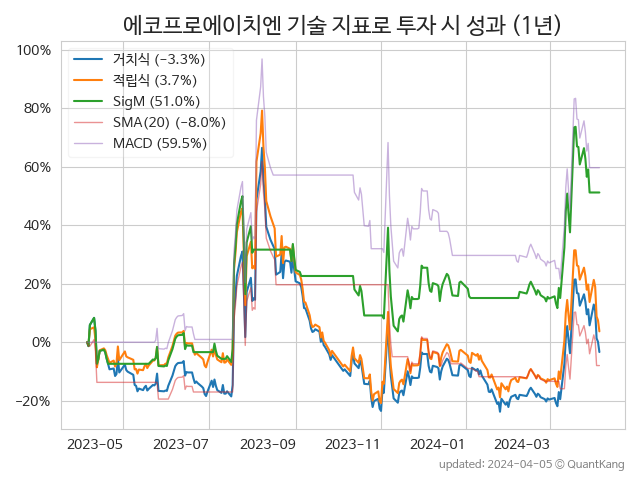 에코프로에이치엔 기술 지표로 투자 시 성과 (1년)
거치식 (−3.3%)
적립식 (3.7%)
SigM (51.0%)
SMA(20) (−8.0%)
MACD (59.5%)
100%
80%
60%
40%
20%
0%
−20%
2023−05 2023−07 2023−09 2023−11 2024−01 2024−03
updated: 2024−04−05 © QuantKang